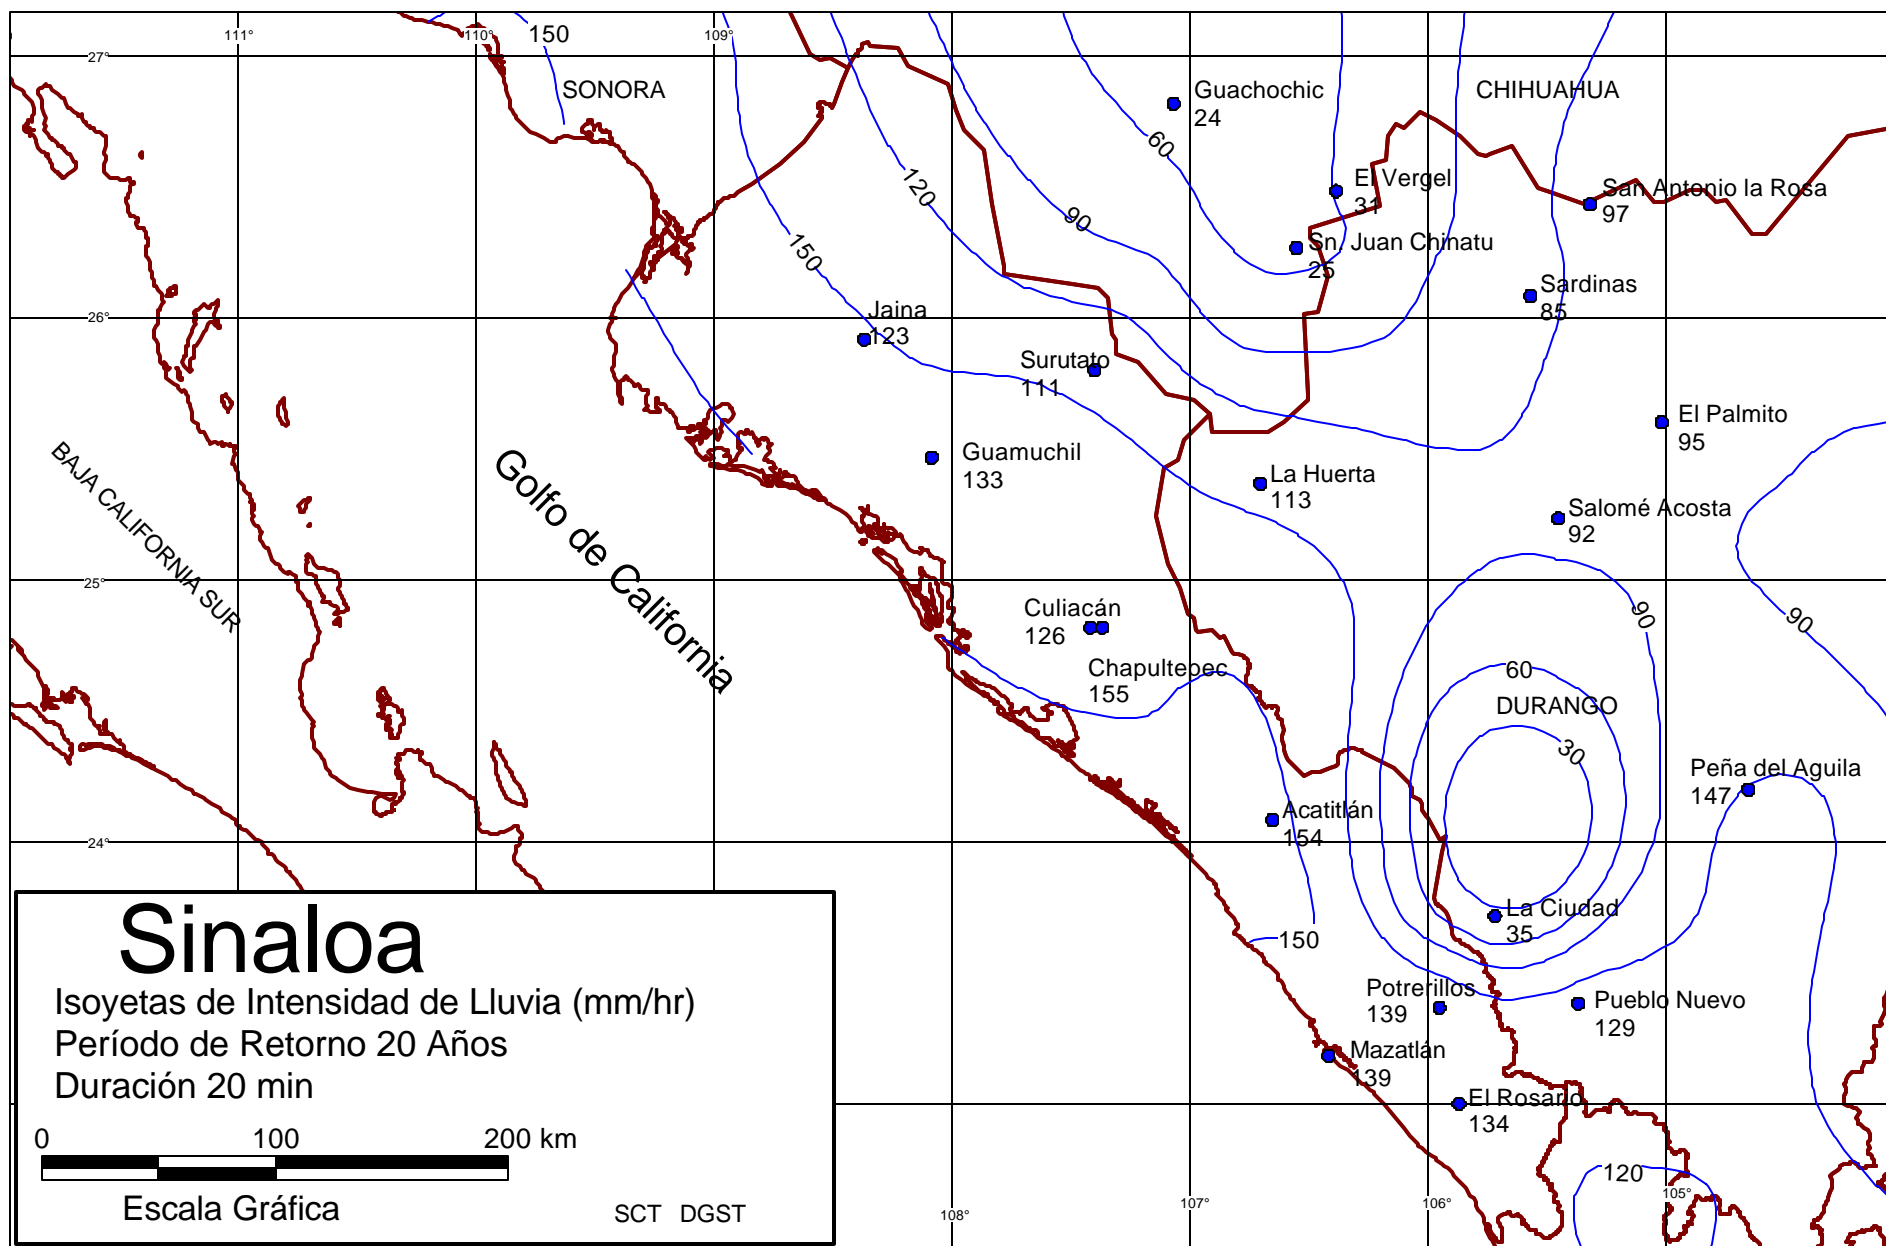 111°
110°
150
109°
27°
SONORA
Guachochic
24
CHIHUAHUA
60
120
El Vergel
31
San Antonio la Rosa
97
90
150
Sn. Juan Chinatu
25
Sardinas
85
26°
Jaina
123
Surutato
111
El Palmito
95
BAJA CALIFORNIA SUR
Golfo de California
Guamuchil
133
La Huerta
113
Salomé Acosta
92
25°
Culiacán
126
90
90
Chapultepec
155
60
DURANGO
30
Peña del Aguila
147
Acatitlán
154
24°
La Ciudad
35
150
Potrerillos
139
Pueblo Nuevo
129
Mazatlán
139
El Rosario
134
120
105°
106°
107°
108°
Sinaloa
Isoyetas de Intensidad de Lluvia (mm/hr)
Período de Retorno 20 Años
Duración 20 min
0 100 200 km
Escala Gráfica
SCT DGST